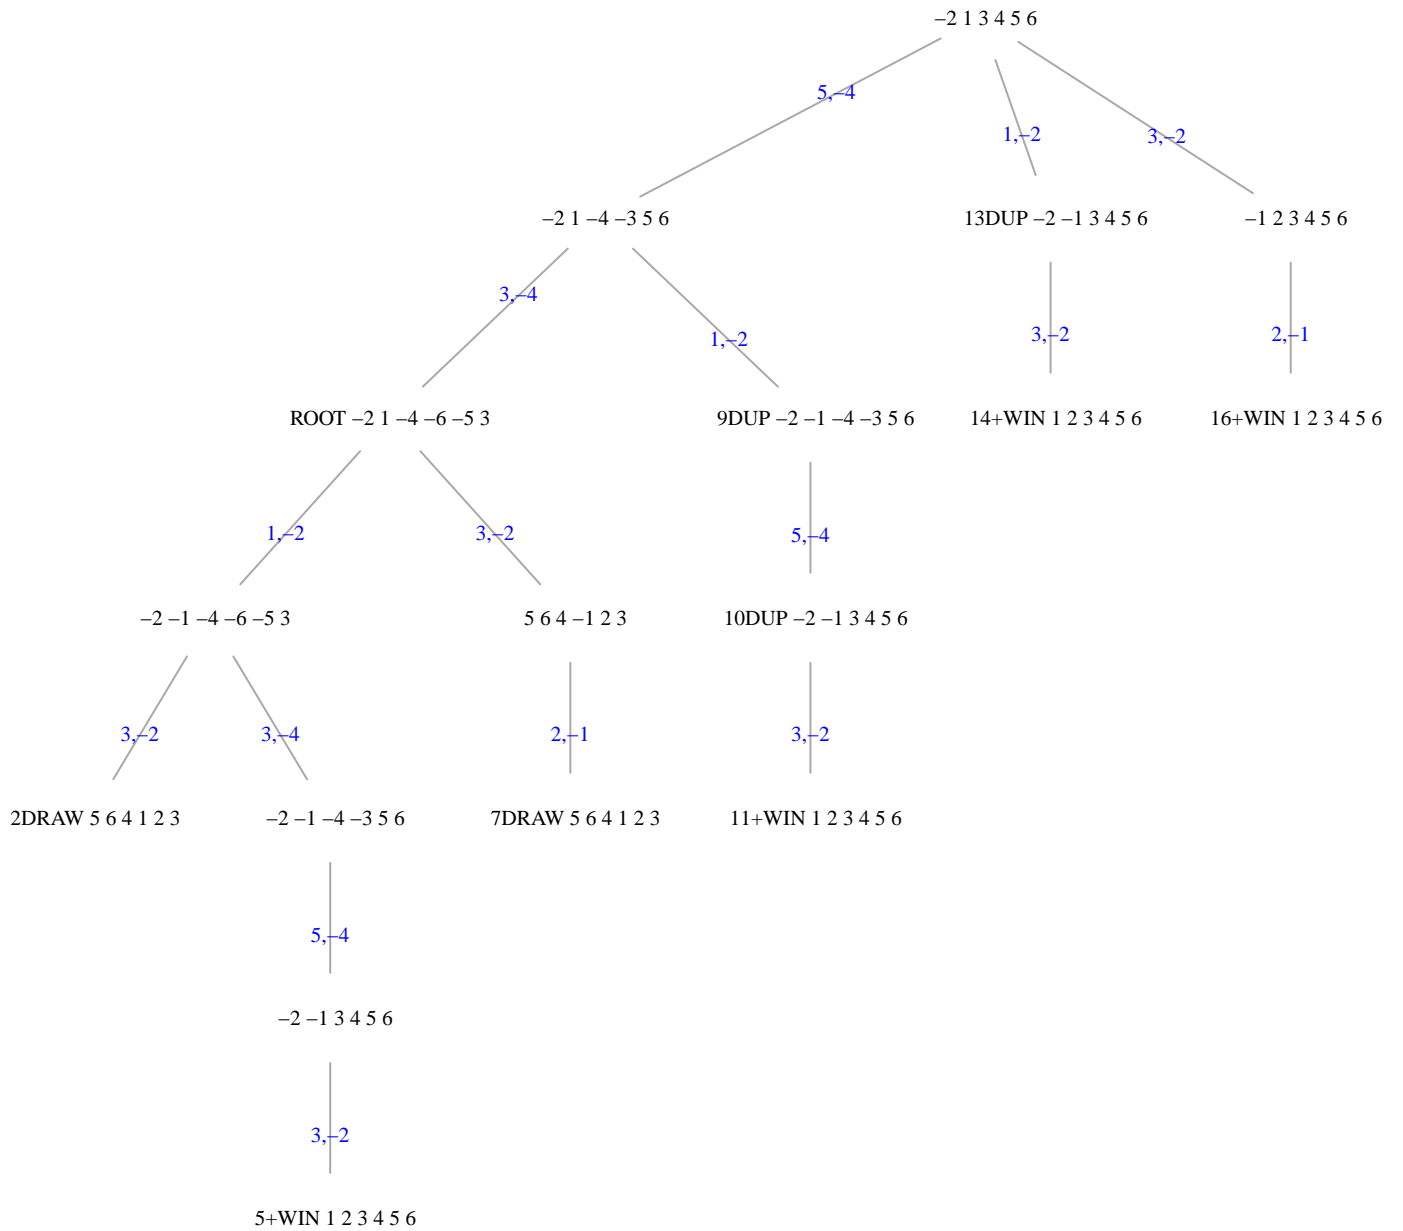 –2 1 3 4 5 6
5,–4
1,–2
3,–2
–2 1 –4 –3 5 6
13DUP –2 –1 3 4 5 6
–1 2 3 4 5 6
3,–4
1,–2
3,–2
2,–1
ROOT –2 1 –4 –6 –5 3
9DUP –2 –1 –4 –3 5 6
14+WIN 1 2 3 4 5 6
16+WIN 1 2 3 4 5 6
1,–2
3,–2
5,–4
–2 –1 –4 –6 –5 3
5 6 4 –1 2 3
10DUP –2 –1 3 4 5 6
3,–2
3,–4
2,–1
3,–2
2DRAW 5 6 4 1 2 3
–2 –1 –4 –3 5 6
7DRAW 5 6 4 1 2 3
11+WIN 1 2 3 4 5 6
5,–4
–2 –1 3 4 5 6
3,–2
5+WIN 1 2 3 4 5 6